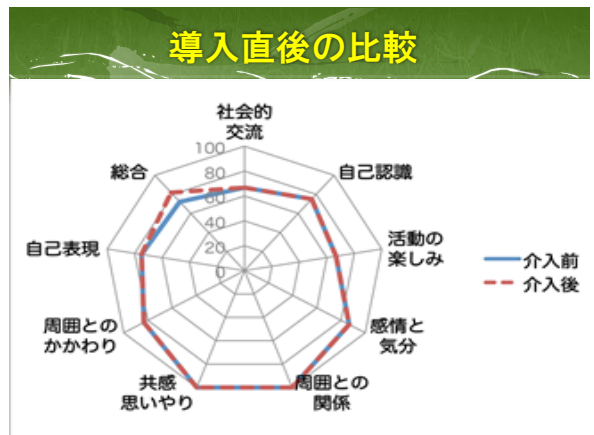 導入直後の比較
社会的
交流
100
80
60
40
20
0
自己認識
活動の
楽しみ
感情と
気分
周囲との
関係
共感
思いやり
周囲との
かかわり
自己表現
総合
介入前
介入後